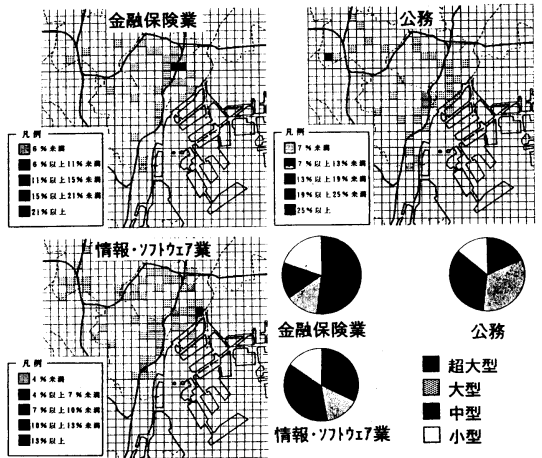 金融保険業
凡例
6%未満
6%以上11%未満
11%以上15%未満
15%以上21%未満
21%以上
公務
凡例
7%未満
7%以上13%未満
13%以上19%未満
19%以上25%未満
25%以上
情報・ソフトウェア業
凡例
4%未満
4%以上7%未満
7%以上10%未満
10%以上13%未満
13%以上
金融保険業
公務
情報・ソフトウェア業
超大型
大型
中型
小型